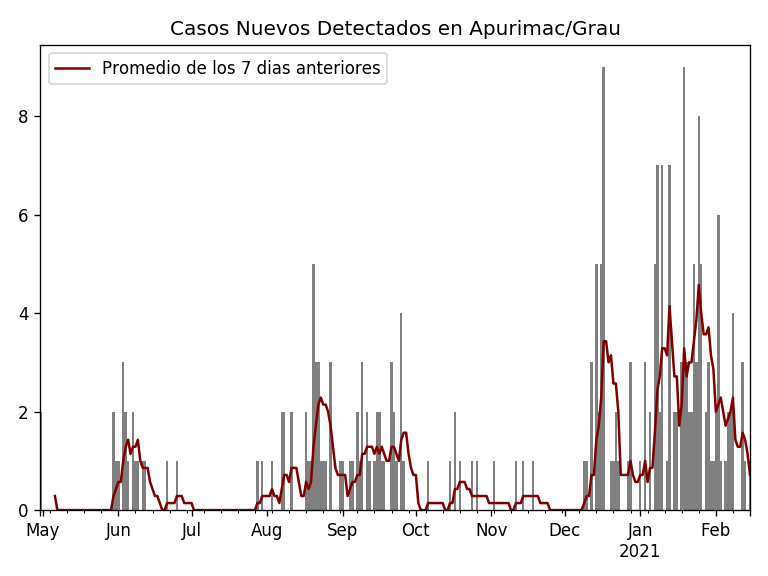 Casos Nuevos Detectados en Apurimac/Grau
Promedio de los 7 dias anteriores
8
6
4
2
0
May Jun Jul Aug Sep Oct Nov Dec Jan Feb
2021